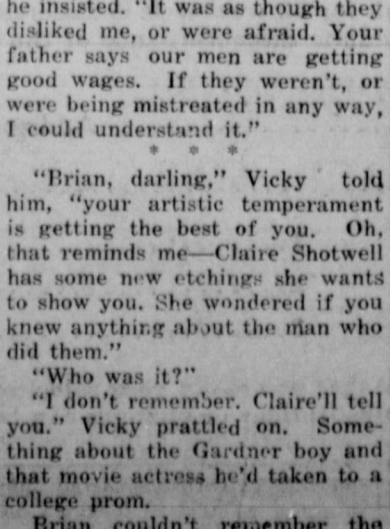 he insisted. "It was as though they
disliked me, or were afraid. Your
father says our men are getting
good wages. If they weren't, or
were being mistreated in any way,
I could understand it."
* * *
"Brian, darling," Vicky told
him, "your artistic temperament
is getting the best of you. Oh,
that reminds me—Claire Shotwell
has some new etchings she wants
to show you. She wondered if you
knew anything about the man who
did them."
"Who was it?"
"I don't remember. Claire'll tell
you." Vicky prattled on. Some-
thing about the Gardner boy and
that movie actress he'd taken to a
college prom.
Brian couldn't remember the